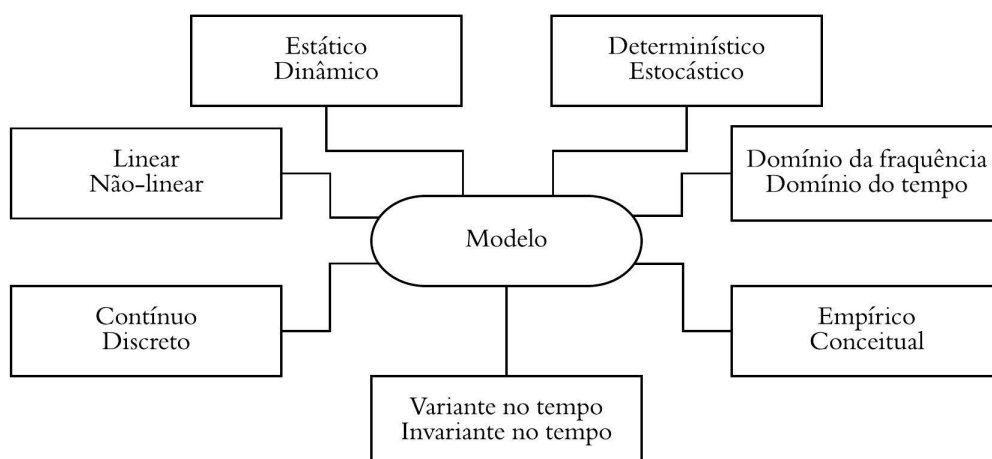 Estático
Dinâmico
Determinístico
Estocástico
Linear
Não-linear
Domínio da fraquência
Domínio do tempo
Modelo
Contínuo
Discreto
Empírico
Conceitual
Variante no tempo
Invariante no tempo